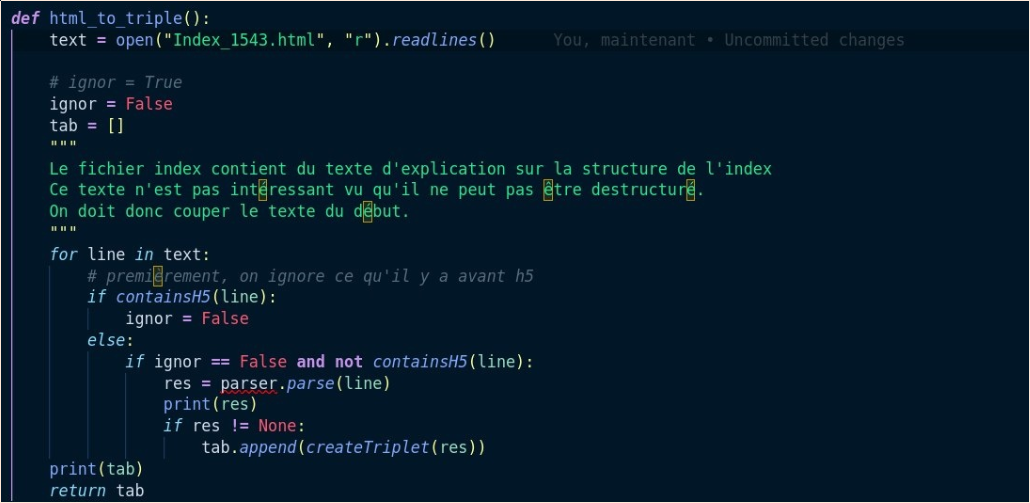 def html_to_triple():
    text = open("Index_1543.html", "r").readlines()      You, maintenant • Uncommitted changes
    # ignor = True
    ignor = False
    tab = []
    """
    Le fichier index contient du texte d'explication sur la structure de l'index
    Ce texte n'est pas intéressant vu qu'il ne peut pas être destructuré.
    On doit donc couper le texte du début.
    """
    for line in text:
        # premièrement, on ignore ce qu'il y a avant h5
        if containsH5(line):
            ignor = False
        else:
            if ignor == False and not containsH5(line):
                res = parser.parse(line)
                print(res)
                if res != None:
                    tab.append(createTriplet(res))
    print(tab)
    return tab